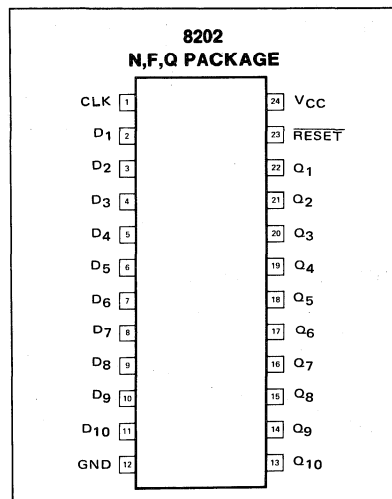 8202
N,F,Q PACKAGE
CLK 1 24 VCC
D1 2 23 RESET
D2 3 22 Q1
D3 4 21 Q2
D4 5 20 Q3
D5 6 19 Q4
D6 7 18 Q5
D7 8 17 Q6
D8 9 16 Q7
D9 10 15 Q8
D10 11 14 Q9
GND 12 13 Q10